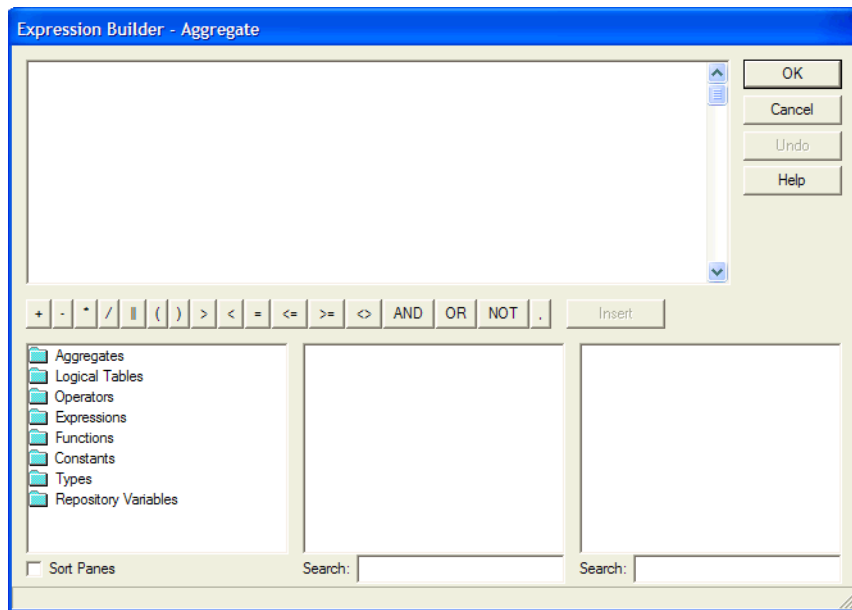 Expression Builder - Aggregate
OK
Cancel
Undo
Help
+ - * / || ( ) > < = <= >= <> AND OR NOT , Insert
Aggregates
Logical Tables
Operators
Expressions
Functions
Constants
Types
Repository Variables
Sort Panes Search: Search: